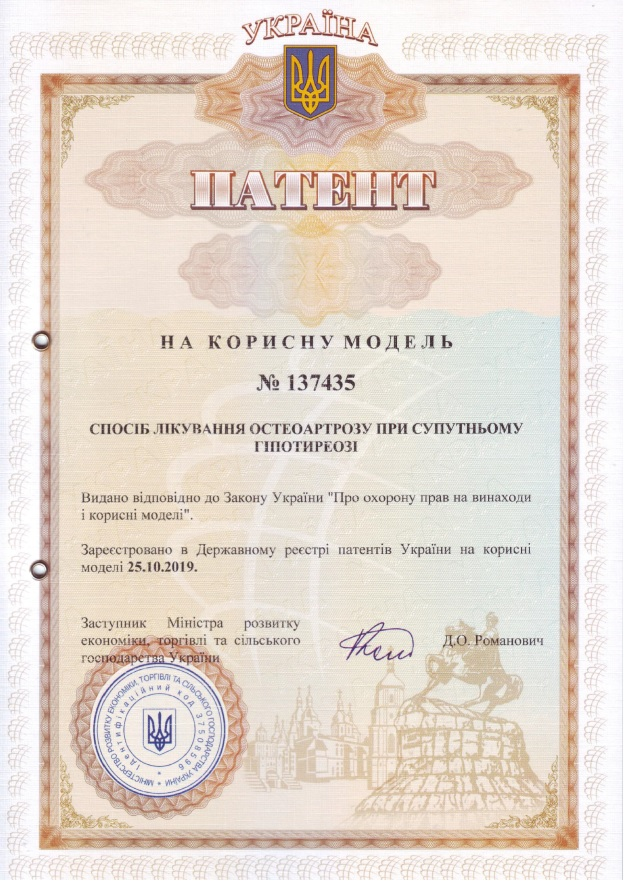 УКРАЇНА
ПАТЕНТ
НА КОРИСНУ МОДЕЛЬ
№ 137435
СПОСІБ ЛІКУВАННЯ ОСТЕОАРТРОЗУ ПРИ СУПУТНЬОМУ
ГІПОТИРЕОЗІ
Видано відповідно до Закону України "Про охорону прав на винаходи
і корисні моделі".
Зареєстровано в Державному реєстрі патентів України на корисні
моделі 25.10.2019.
Заступник Міністра розвитку
економіки, торгівлі та сільського
господарства України
Д.О. Романович
МІНІСТЕРСТВО РОЗВИТКУ ЕКОНОМІКИ, ТОРГІВЛІ ТА СІЛЬСЬКОГО ГОСПОДАРСТВА УКРАЇНИ
Ідентифікаційний код 37508596